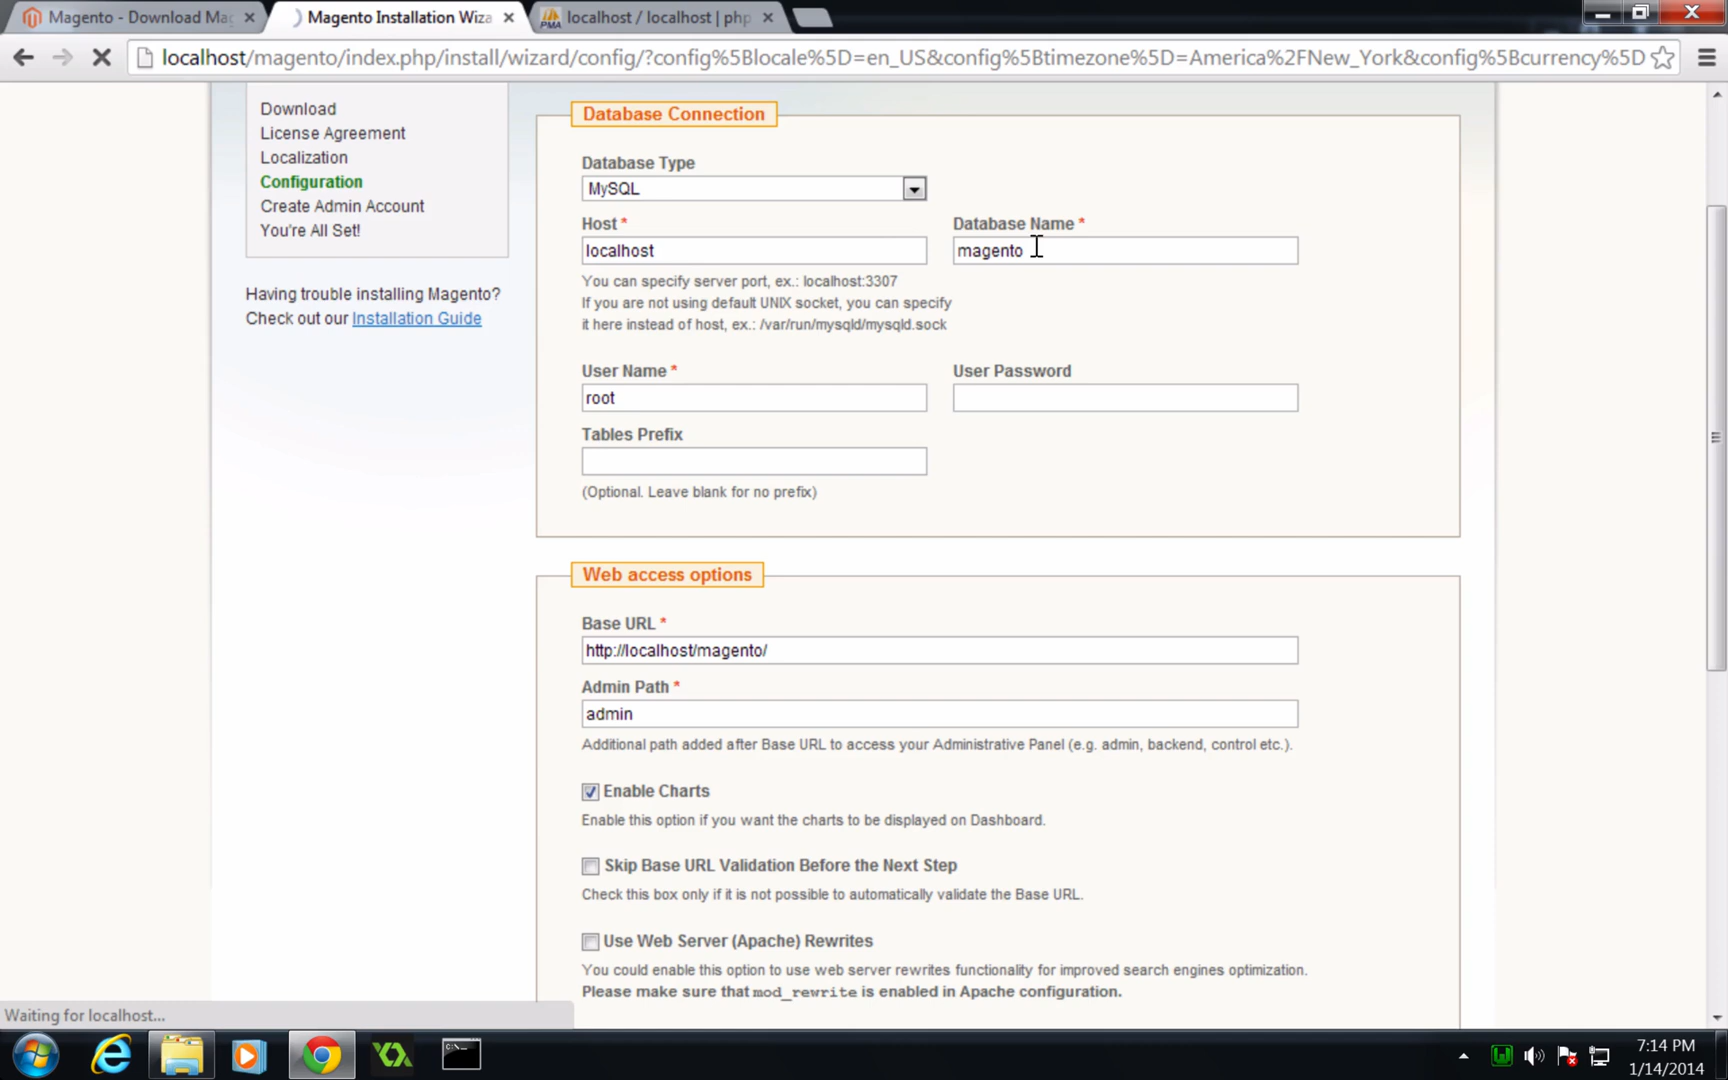 Magento - Download Mag
Magento Installation Wiza
localhost / localhost | php
localhost/magento/index.php/install/wizard/config/?config%5Blocale%5D=en_US&config%5Btimezone%5D=America%2FNew_York&config%5Bcurrency%5D
Download
License Agreement
Localization
Configuration
Create Admin Account
You're All Set!
Having trouble installing Magento?
Check out our Installation Guide
Database Connection
Database Type
MySQL
Host *
Database Name *
localhost
magento
You can specify server port, ex.: localhost:3307
If you are not using default UNIX socket, you can specify
it here instead of host, ex.: /var/run/mysqld/mysqld.sock
User Name *
User Password
root
Tables Prefix
(Optional. Leave blank for no prefix)
Web access options
Base URL *
http://localhost/magento/
Admin Path *
admin
Additional path added after Base URL to access your Administrative Panel (e.g. admin, backend, control etc.).
Enable Charts
Enable this option if you want the charts to be displayed on Dashboard.
Skip Base URL Validation Before the Next Step
Check this box only if it is not possible to automatically validate the Base URL.
Use Web Server (Apache) Rewrites
You could enable this option to use web server rewrites functionality for improved search engines optimization.
Please make sure that mod_rewrite is enabled in Apache configuration.
Waiting for localhost...
7:14 PM
1/14/2014